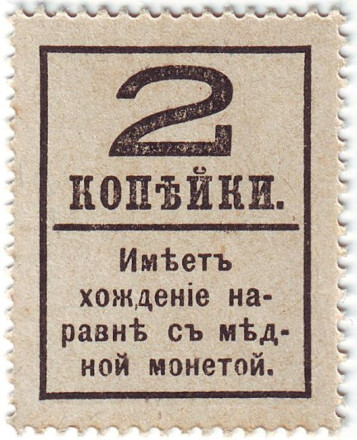 2
КОПѢЙКИ.
Имѣетъ
хожденіе на-
равнѣ съ мѣд-
ной монетой.